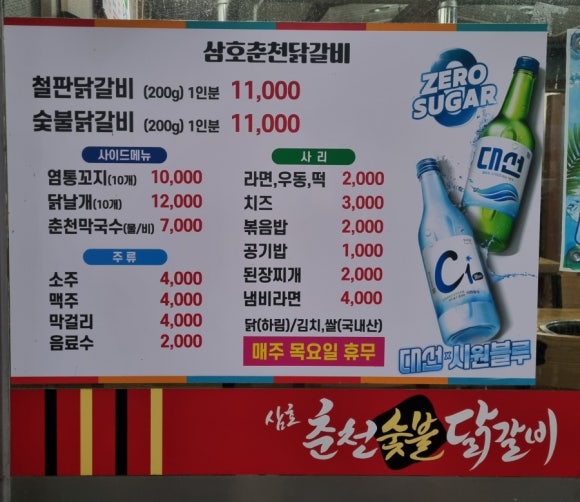 삼호춘천닭갈비
철판닭갈비 (200g) 1인분 11,000
숯불닭갈비 (200g) 1인분 11,000
사이드메뉴
염통꼬지(10개) 10,000
닭날개(10개) 12,000
춘천막국수(물/비) 7,000
주류
소주 4,000
맥주 4,000
막걸리 4,000
음료수 2,000
사리
라면,우동,떡 2,000
치즈 3,000
볶음밥 2,000
공기밥 1,000
된장찌개 2,000
냄비라면 4,000
닭(하림)/김치,쌀(국내산)
매주 목요일 휴무
ZERO
SUGAR
대선
C1
대선 시원블루
삼호 춘천 숯불 닭갈비